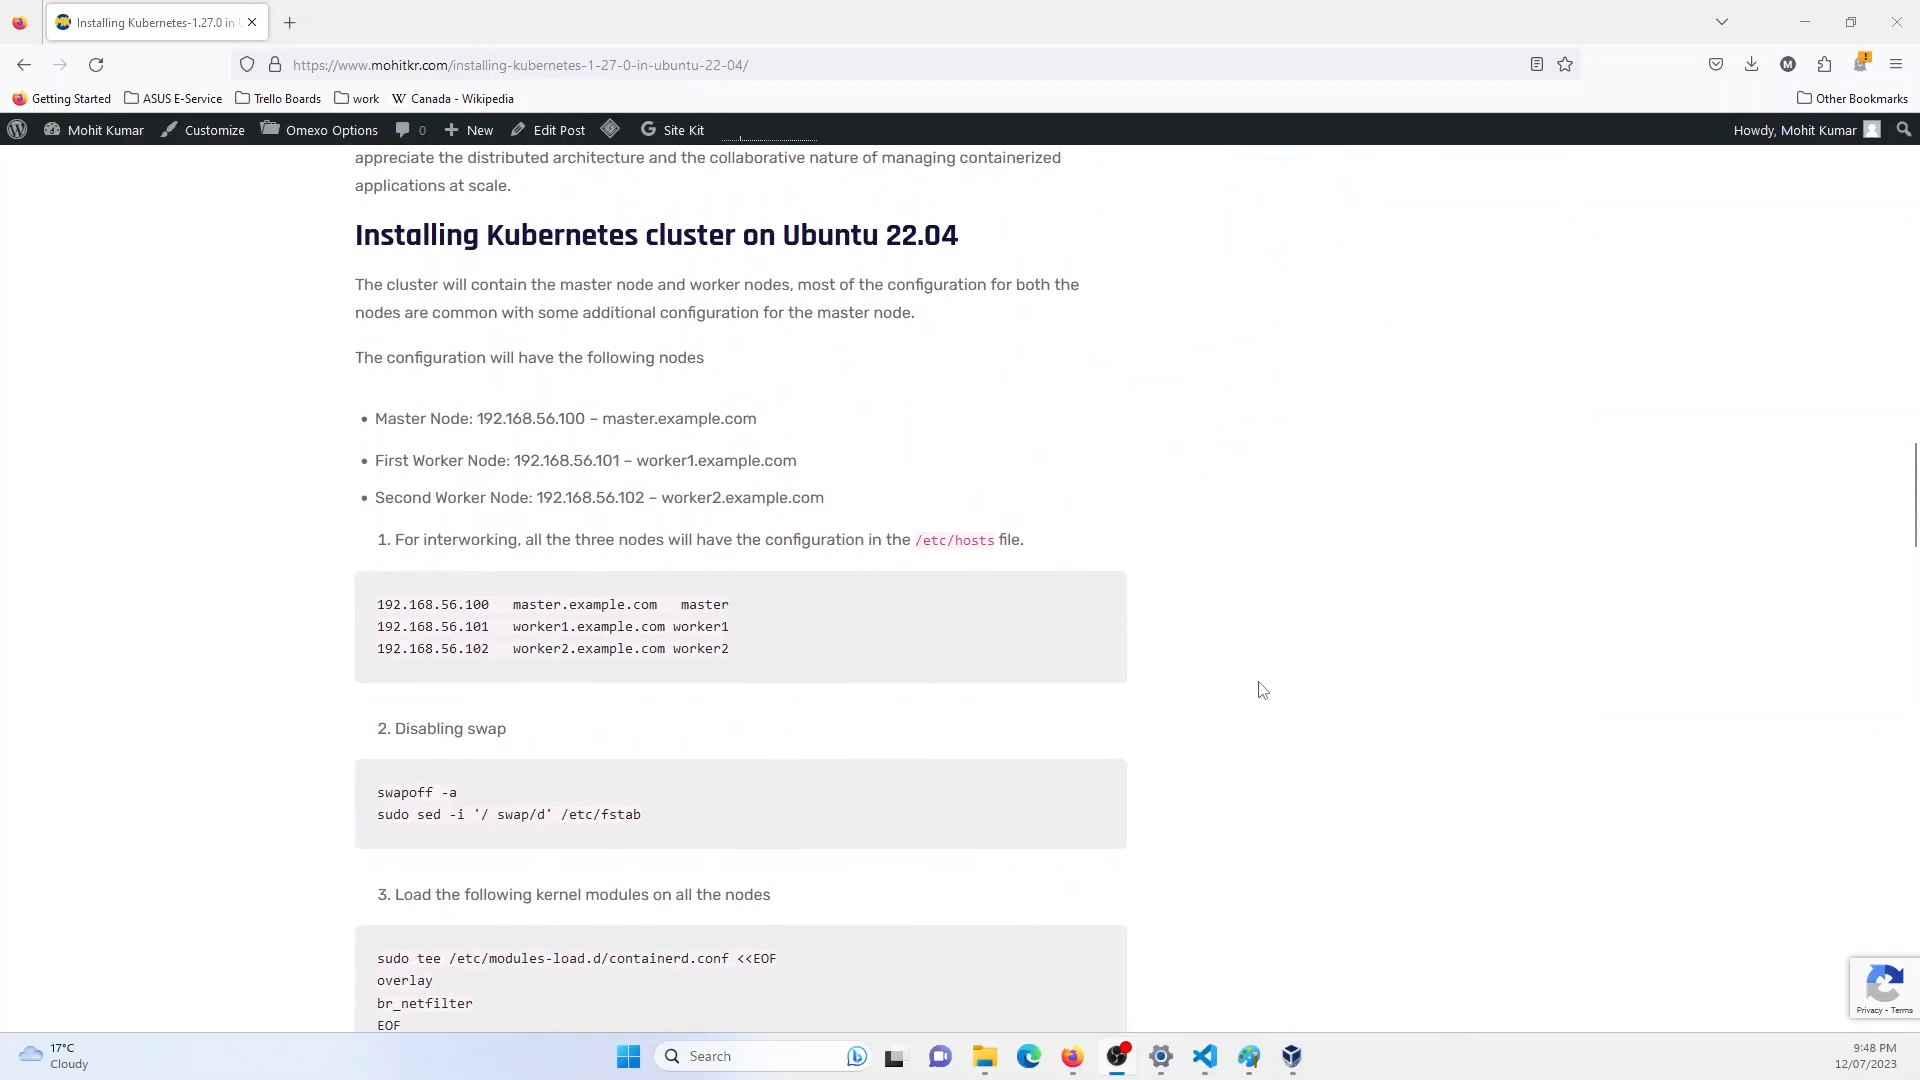 Installing Kubernetes-1.27.0 in
https://www.mohitkr.com/installing-kubernetes-1-27-0-in-ubuntu-22-04/
Getting Started ASUS E-Service Trello Boards work Canada - Wikipedia Other Bookmarks
Mohit Kumar Customize Omexo Options 0 New Edit Post Site Kit Howdy, Mohit Kumar
appreciate the distributed architecture and the collaborative nature of managing containerized
applications at scale.
Installing Kubernetes cluster on Ubuntu 22.04
The cluster will contain the master node and worker nodes, most of the configuration for both the
nodes are common with some additional configuration for the master node.
The configuration will have the following nodes
• Master Node: 192.168.56.100 – master.example.com
• First Worker Node: 192.168.56.101 – worker1.example.com
• Second Worker Node: 192.168.56.102 – worker2.example.com
1. For interworking, all the three nodes will have the configuration in the /etc/hosts file.
192.168.56.100 master.example.com master
192.168.56.101 worker1.example.com worker1
192.168.56.102 worker2.example.com worker2
2. Disabling swap
swapoff -a
sudo sed -i '/ swap/d' /etc/fstab
3. Load the following kernel modules on all the nodes
sudo tee /etc/modules-load.d/containerd.conf <<EOF
overlay
br_netfilter
EOF
Privacy - Terms
17°C
Cloudy
Search
9:48 PM
12/07/2023